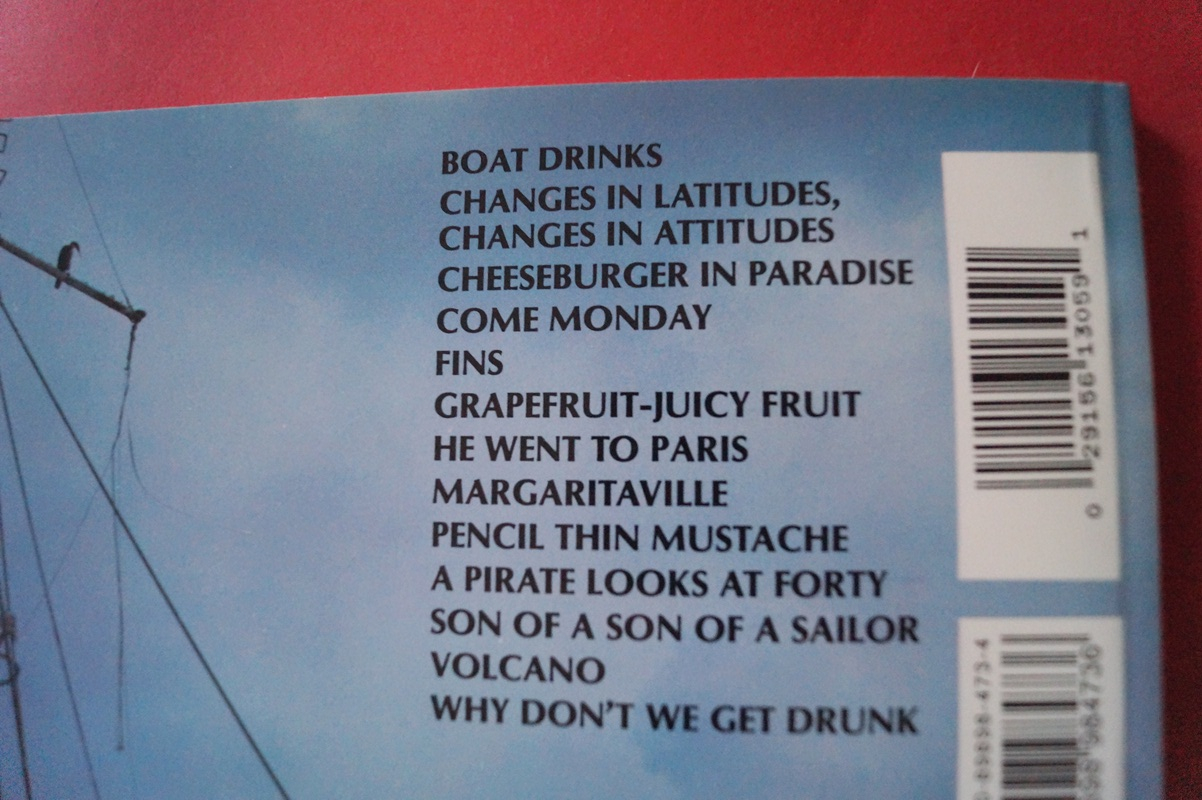 BOAT DRINKS
CHANGES IN LATITUDES,
CHANGES IN ATTITUDES
CHEESEBURGER IN PARADISE
COME MONDAY
FINS
GRAPEFRUIT-JUICY FRUIT
HE WENT TO PARIS
MARGARITAVILLE
PENCIL THIN MUSTACHE
A PIRATE LOOKS AT FORTY
SON OF A SON OF A SAILOR
VOLCANO
WHY DON'T WE GET DRUNK
0 29156 13059 1